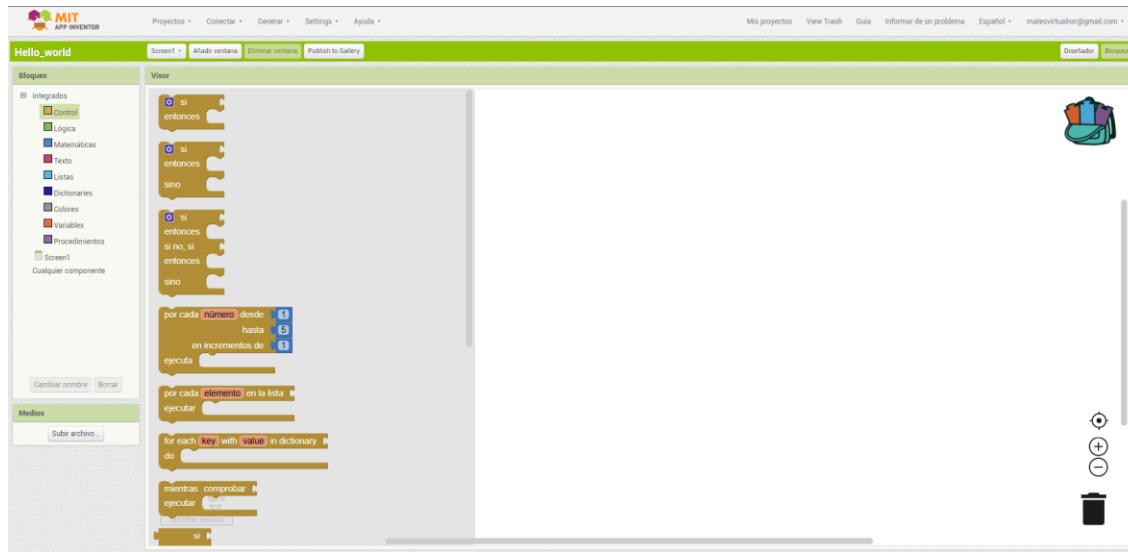 MIT
APP INVENTOR
Proyectos Conectar Generar Settings Ayuda
Mis proyectos View Trash Guía Informar de un problema Español matesvirtualnsr@gmail.com
Hello_world
Screen1 Añadir ventana Eliminar ventana Publish to Gallery
Diseñador Bloques
Bloques
Visor
Integrados
Control
Lógica
Matemáticas
Texto
Listas
Dictionaries
Colores
Variables
Procedimientos
Screen1
Cualquier componente
Cambiar nombre Borrar
Medios
Subir archivo...
si
entonces
si
entonces
sino
si
entonces
si no, si
entonces
sino
por cada número desde 1
hasta 5
en incrementos de 1
ejecuta
por cada elemento en la lista
ejecutar
for each key with value in dictionary
do
mientras comprobar
ejecutar
si